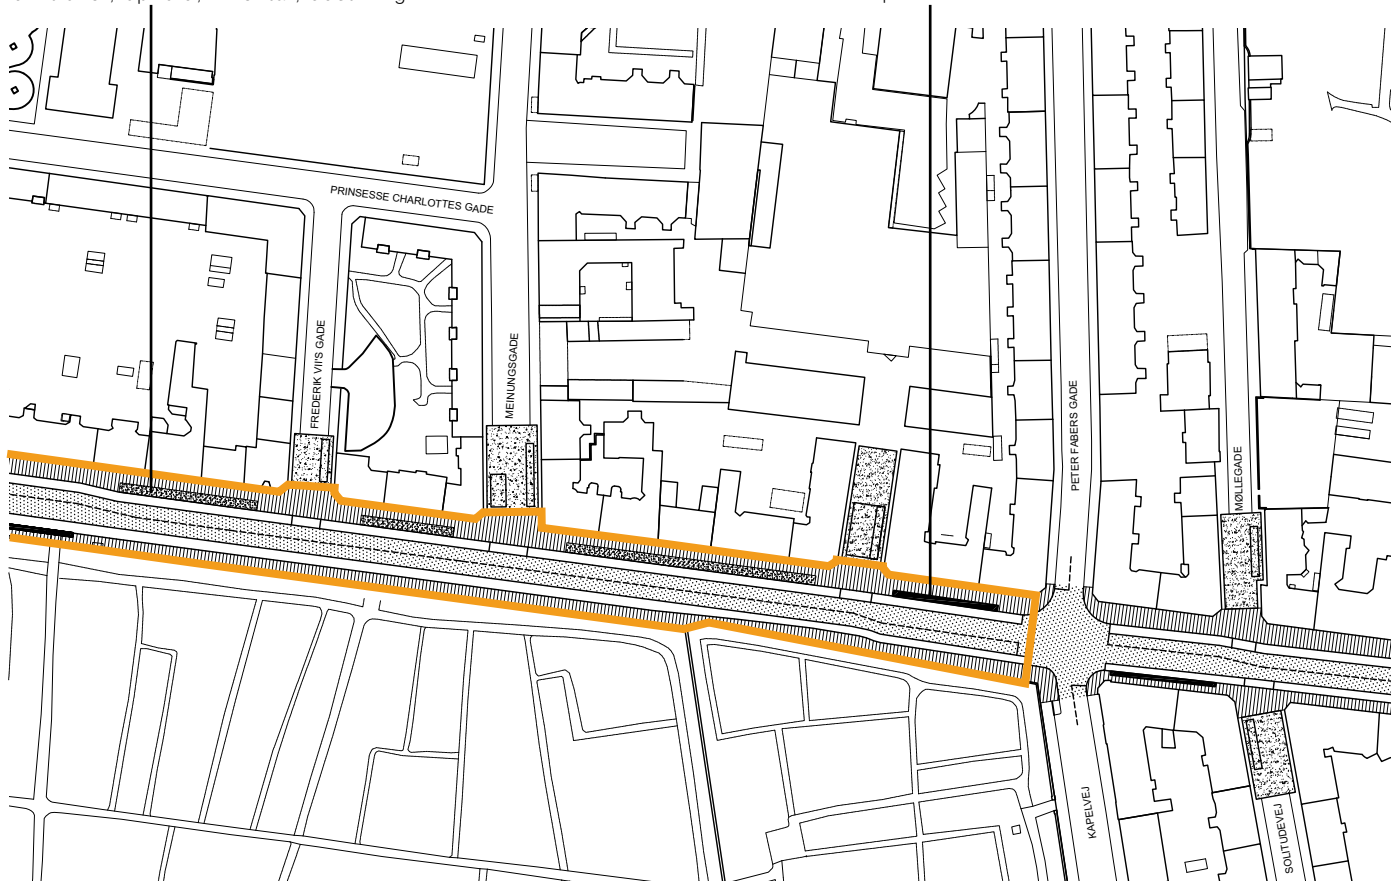 PRINSESSE CHARLOTTES GADE
FREDERIK VII'S GADE
MEINUNGSGADE
PETER FABERS GADE
MØLLEGADE
KAPELVEJ
SOLITUDEVEJ